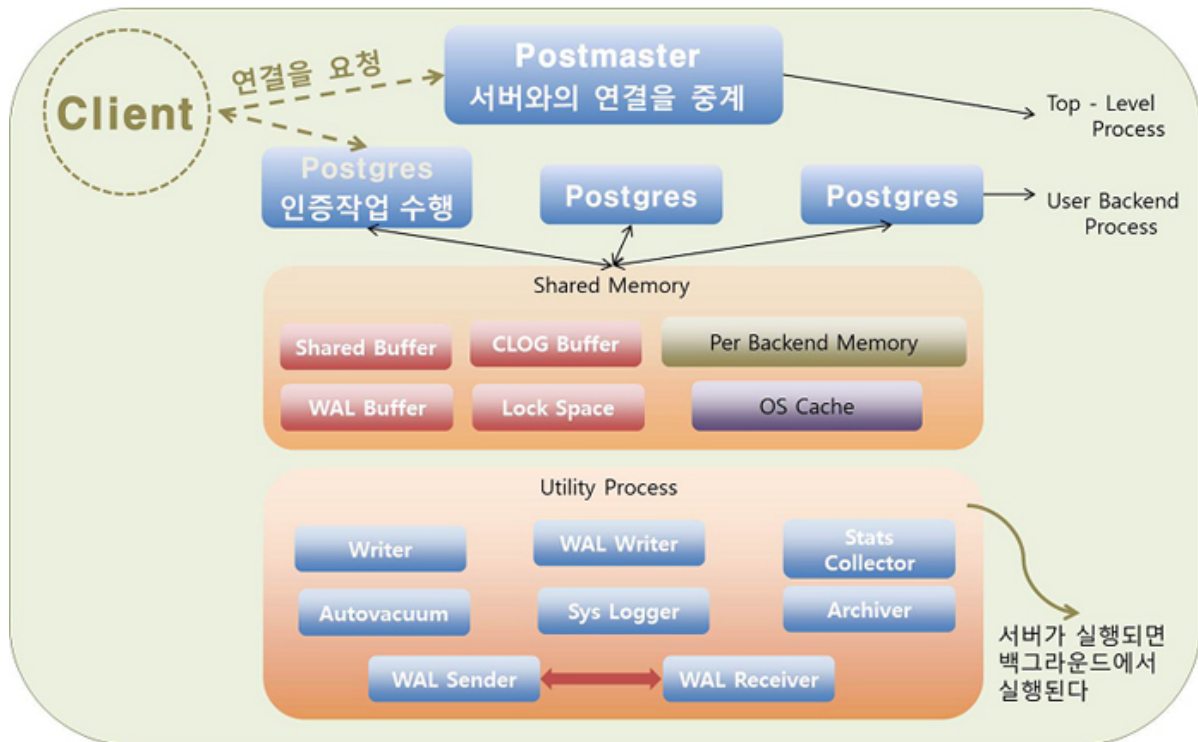 Client
연결을 요청
Postmaster
서버와의 연결을 중계
Top - Level
Process
Postgres
인증작업 수행
Postgres
Postgres
User Backend
Process
Shared Memory
Shared Buffer
CLOG Buffer
Per Backend Memory
WAL Buffer
Lock Space
OS Cache
Utility Process
Writer
WAL Writer
Stats
Collector
Autovacuum
Sys Logger
Archiver
WAL Sender
WAL Receiver
서버가 실행되면
백그라운드에서
실행된다